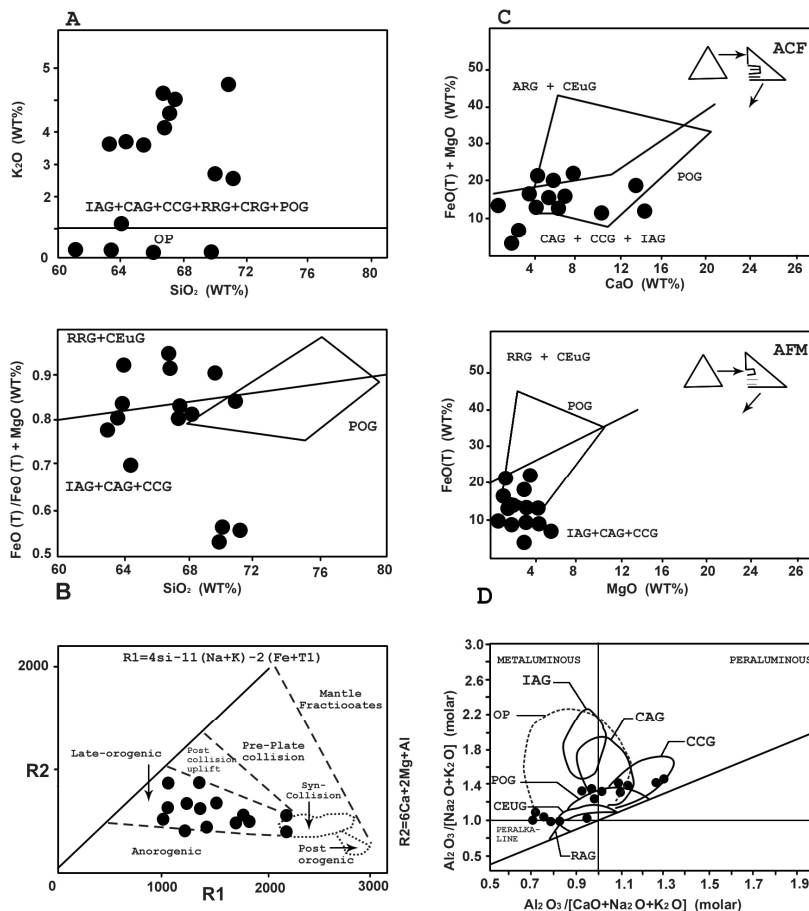 A
5
4
3
2
1
K₂O (WT%)
IAG+CAG+CCG+RRG+CRG+POG
OP
60
64
68
72
76
80
SiO₂ (WT%)
C
ACF
50
40
30
20
10
FeO(T) + MgO (WT%)
ARG + CEuG
POG
CAG + CCG + IAG
4
8
12
16
20
22
26
CaO (WT%)
RRG+CEuG
0.9
0.8
0.7
0.6
0.5
FeO (T) /FeO (T) + MgO (WT%)
POG
IAG+CAG+CCG
60
64
68
72
76
80
SiO₂ (WT%)
B
AFM
RRG + CEuG
50
40
30
20
10
FeO(T) (WT%)
POG
IAG+CAG+CCG
4
8
12
16
20
24
26
MgO (WT%)
D
R1=4si-11(Na+K)-2(Fe+T1)
2000
Mantle
Fractiooates
Late-orogenic
Post
collision
uplift
Pre-Plate
collision
R2
Syn-
Collision
Anorogenic
Post
orogenic
0
1000
2000
3000
R1
R2=6Ca+2Mg+Al
3.0
2.6
2.2
1.8
1.4
1.0
0.5
Al₂O₃/[Na₂O+K₂O] (molar)
METALUMINOUS
PERALUMINOUS
IAG
OP
CAG
CCG
POG
CEUG
PERALKA-
LINE
RAG
0.5
0.7
0.9
1.1
1.3
1.5
1.7
1.9
Al₂O₃/[CaO+Na₂O+K₂O] (molar)